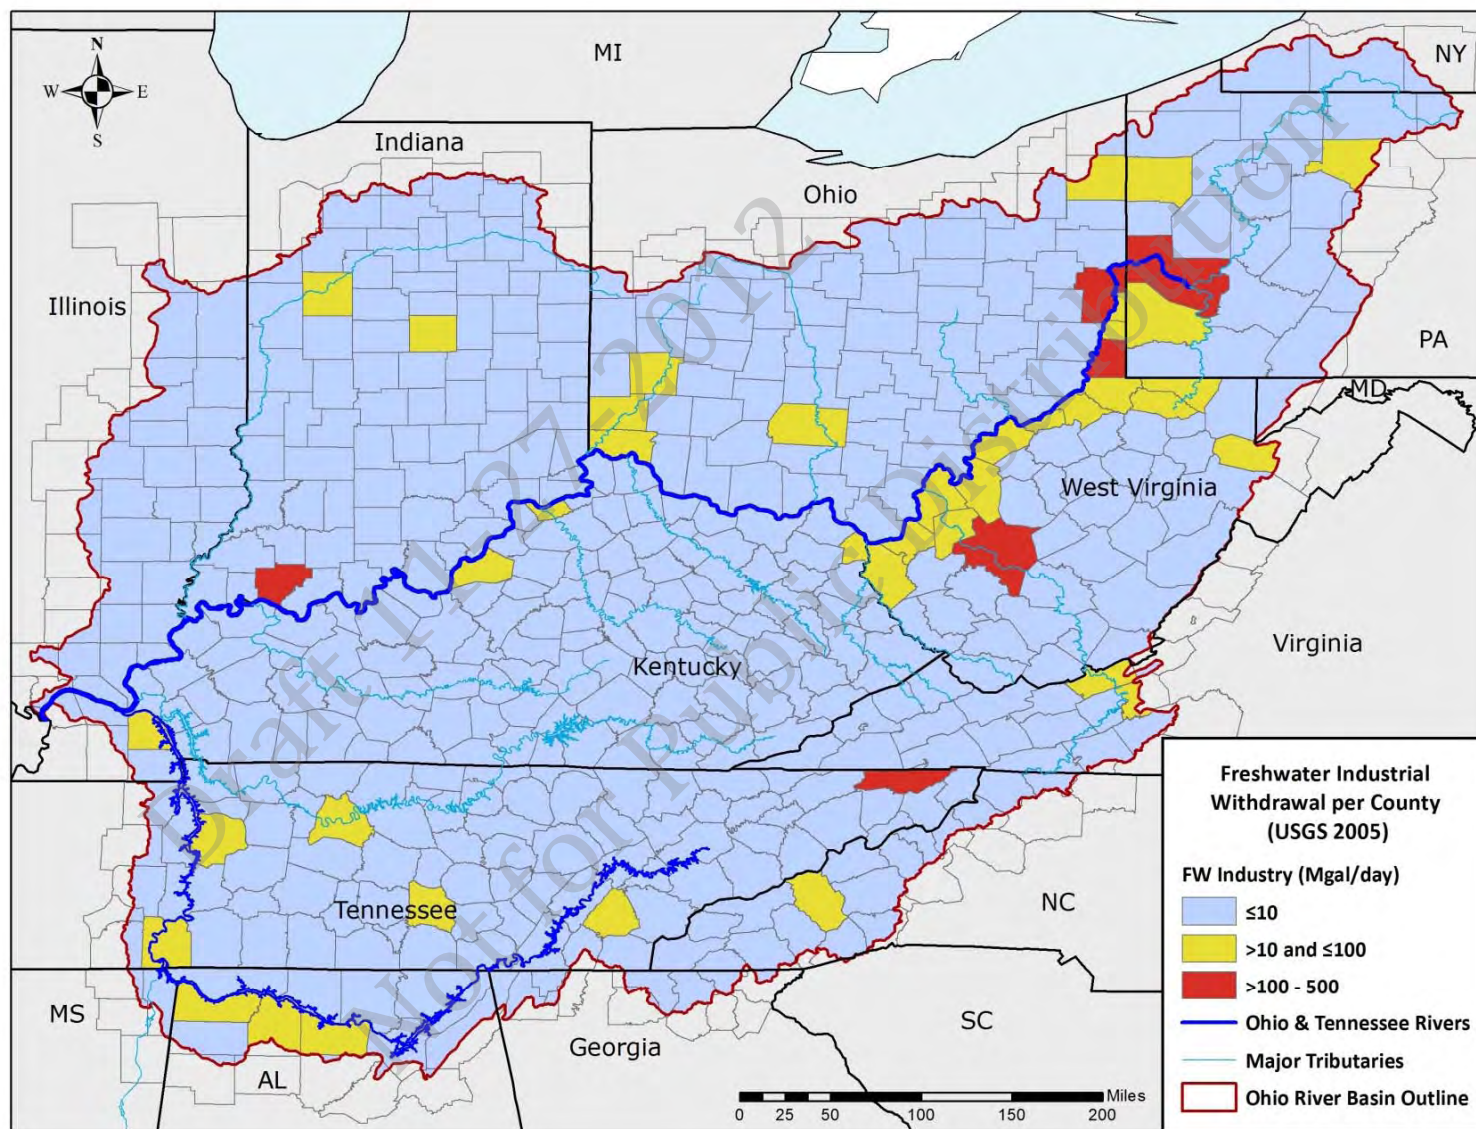 N
W
E
S
MI
NY
Indiana
Ohio
Illinois
PA
MD
West Virginia
Virginia
Kentucky
Tennessee
NC
SC
MS
AL
Georgia
Draft 11-27-2012
Not for Public Distribution
Freshwater Industrial
Withdrawal per County
(USGS 2005)
FW Industry (Mgal/day)
≤10
>10 and ≤100
>100 - 500
Ohio & Tennessee Rivers
Major Tributaries
Ohio River Basin Outline
Miles
0 25 50 100 150 200